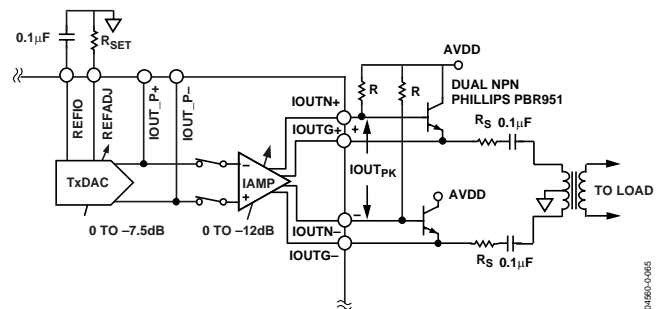 0.1µF
RSET
REFIO
REFADJ
IOUT_P+
IOUT_P–
TxDAC
0 TO –7.5dB
–
+
IAMP
0 TO –12dB
IOUTN+
IOUTG+
+
IOUTPK
–
IOUTN–
IOUTG–
AVDD
R
R
DUAL NPN
PHILLIPS PBR951
RS
0.1µF
AVDD
RS
0.1µF
TO LOAD
04560-0-065